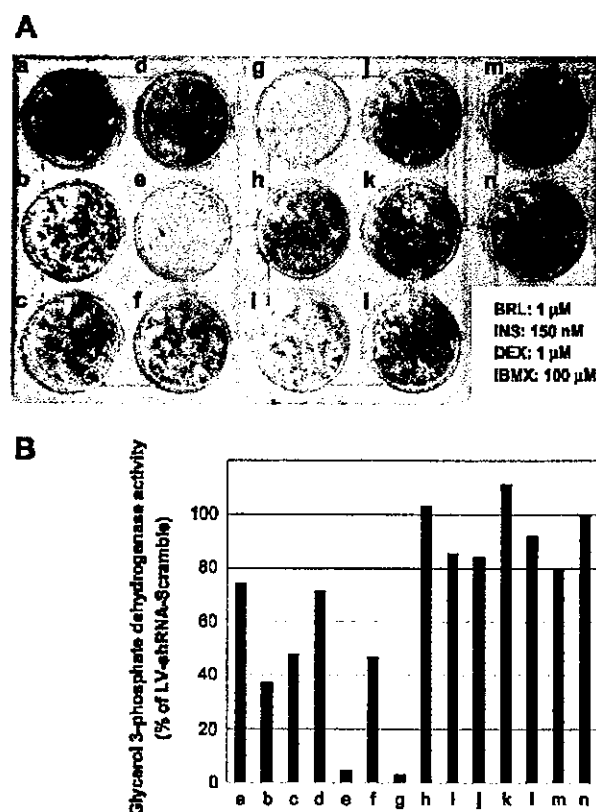 A
a d g j m
b e h k n
c f i l
BRL: 1 µM
INS: 150 nM
DEX: 1 µM
IBMX: 100 µM
B
Glycerol 3-phosphate dehydrogenase activity
(% of LV-shRNA-Scramble)
100
80
60
40
20
0
a b c d e f g h i j k l m n